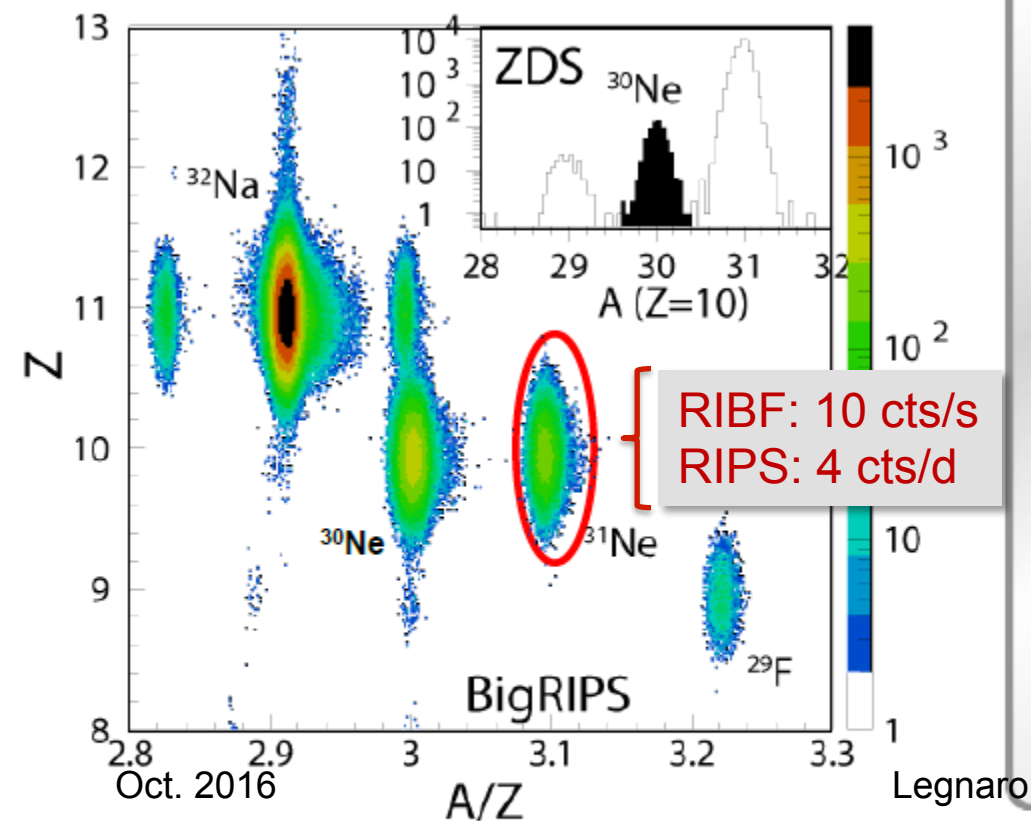 13
12
11
10
9
8
Z
2.8
2.9
3
3.1
3.2
3.3
A/Z
³²Na
³⁰Ne
³¹Ne
²⁹F
BigRIPS
10 ⁴
10 ³
10 ²
10
1
ZDS
³⁰Ne
28
29
30
31
32
A (Z=10)
10 ³
10 ²
10
1
RIBF: 10 cts/s
RIPS: 4 cts/d
Oct. 2016
Legnaro